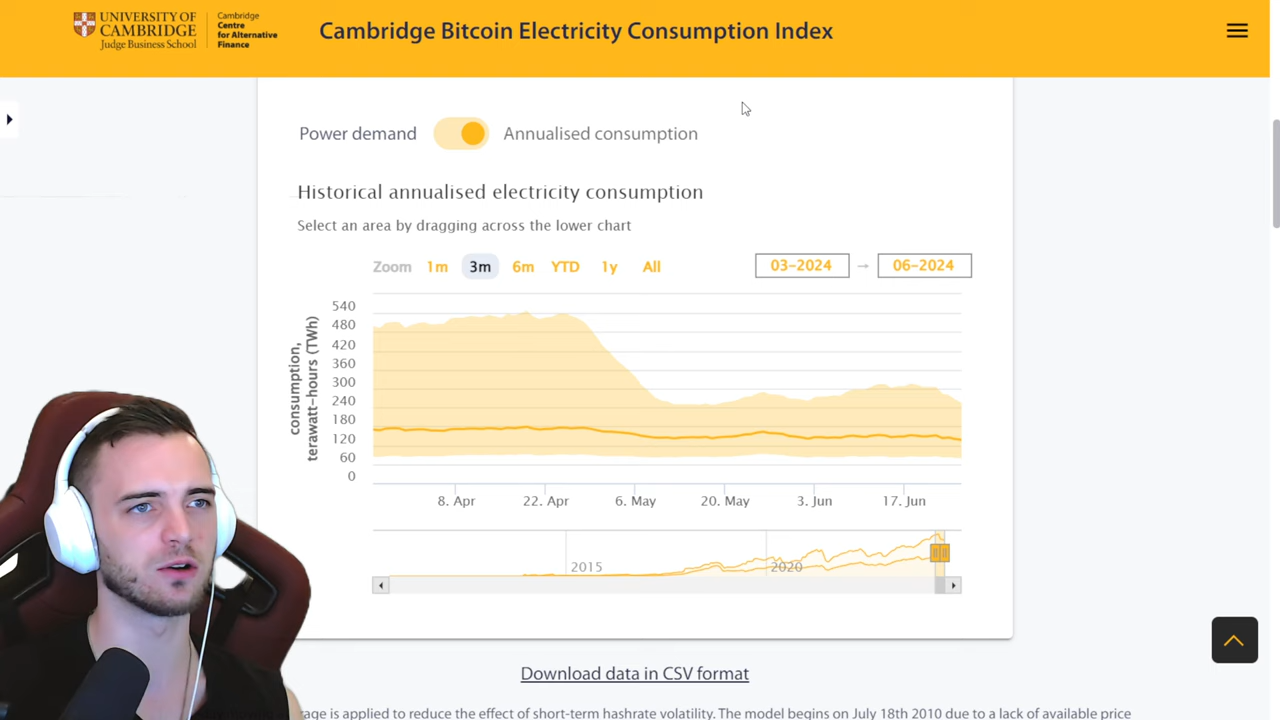 UNIVERSITY OF
CAMBRIDGE
Judge Business School
Cambridge
Centre
for Alternative
Finance
Cambridge Bitcoin Electricity Consumption Index
Power demand
Annualised consumption
Historical annualised electricity consumption
Select an area by dragging across the lower chart
Zoom 1m 3m 6m YTD 1y All
03-2024 → 06-2024
consumption,
terawatt-hours (TWh)
540
480
420
360
300
240
180
120
60
0
8. Apr 22. Apr 6. May 20. May 3. Jun 17. Jun
2015 2020
Download data in CSV format
is applied to reduce the effect of short-term hashrate volatility. The model begins on July 18th 2010 due to a lack of available price